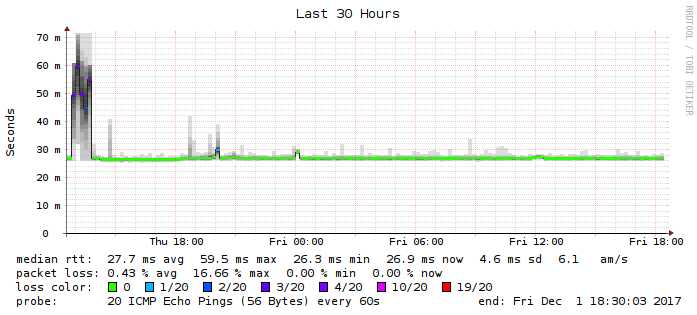 Last 30 Hours
RRDTOOL / TOBI OETIKER
Seconds
70 m
60 m
50 m
40 m
30 m
20 m
10 m
0
Thu 18:00 Fri 00:00 Fri 06:00 Fri 12:00 Fri 18:00
median rtt: 27.7 ms avg 59.5 ms max 26.3 ms min 26.9 ms now 4.6 ms sd 6.1 am/s
packet loss: 0.43 % avg 16.66 % max 0.00 % min 0.00 % now
loss color: 0 1/20 2/20 3/20 4/20 10/20 19/20
probe: 20 ICMP Echo Pings (56 Bytes) every 60s end: Fri Dec 1 18:30:03 2017